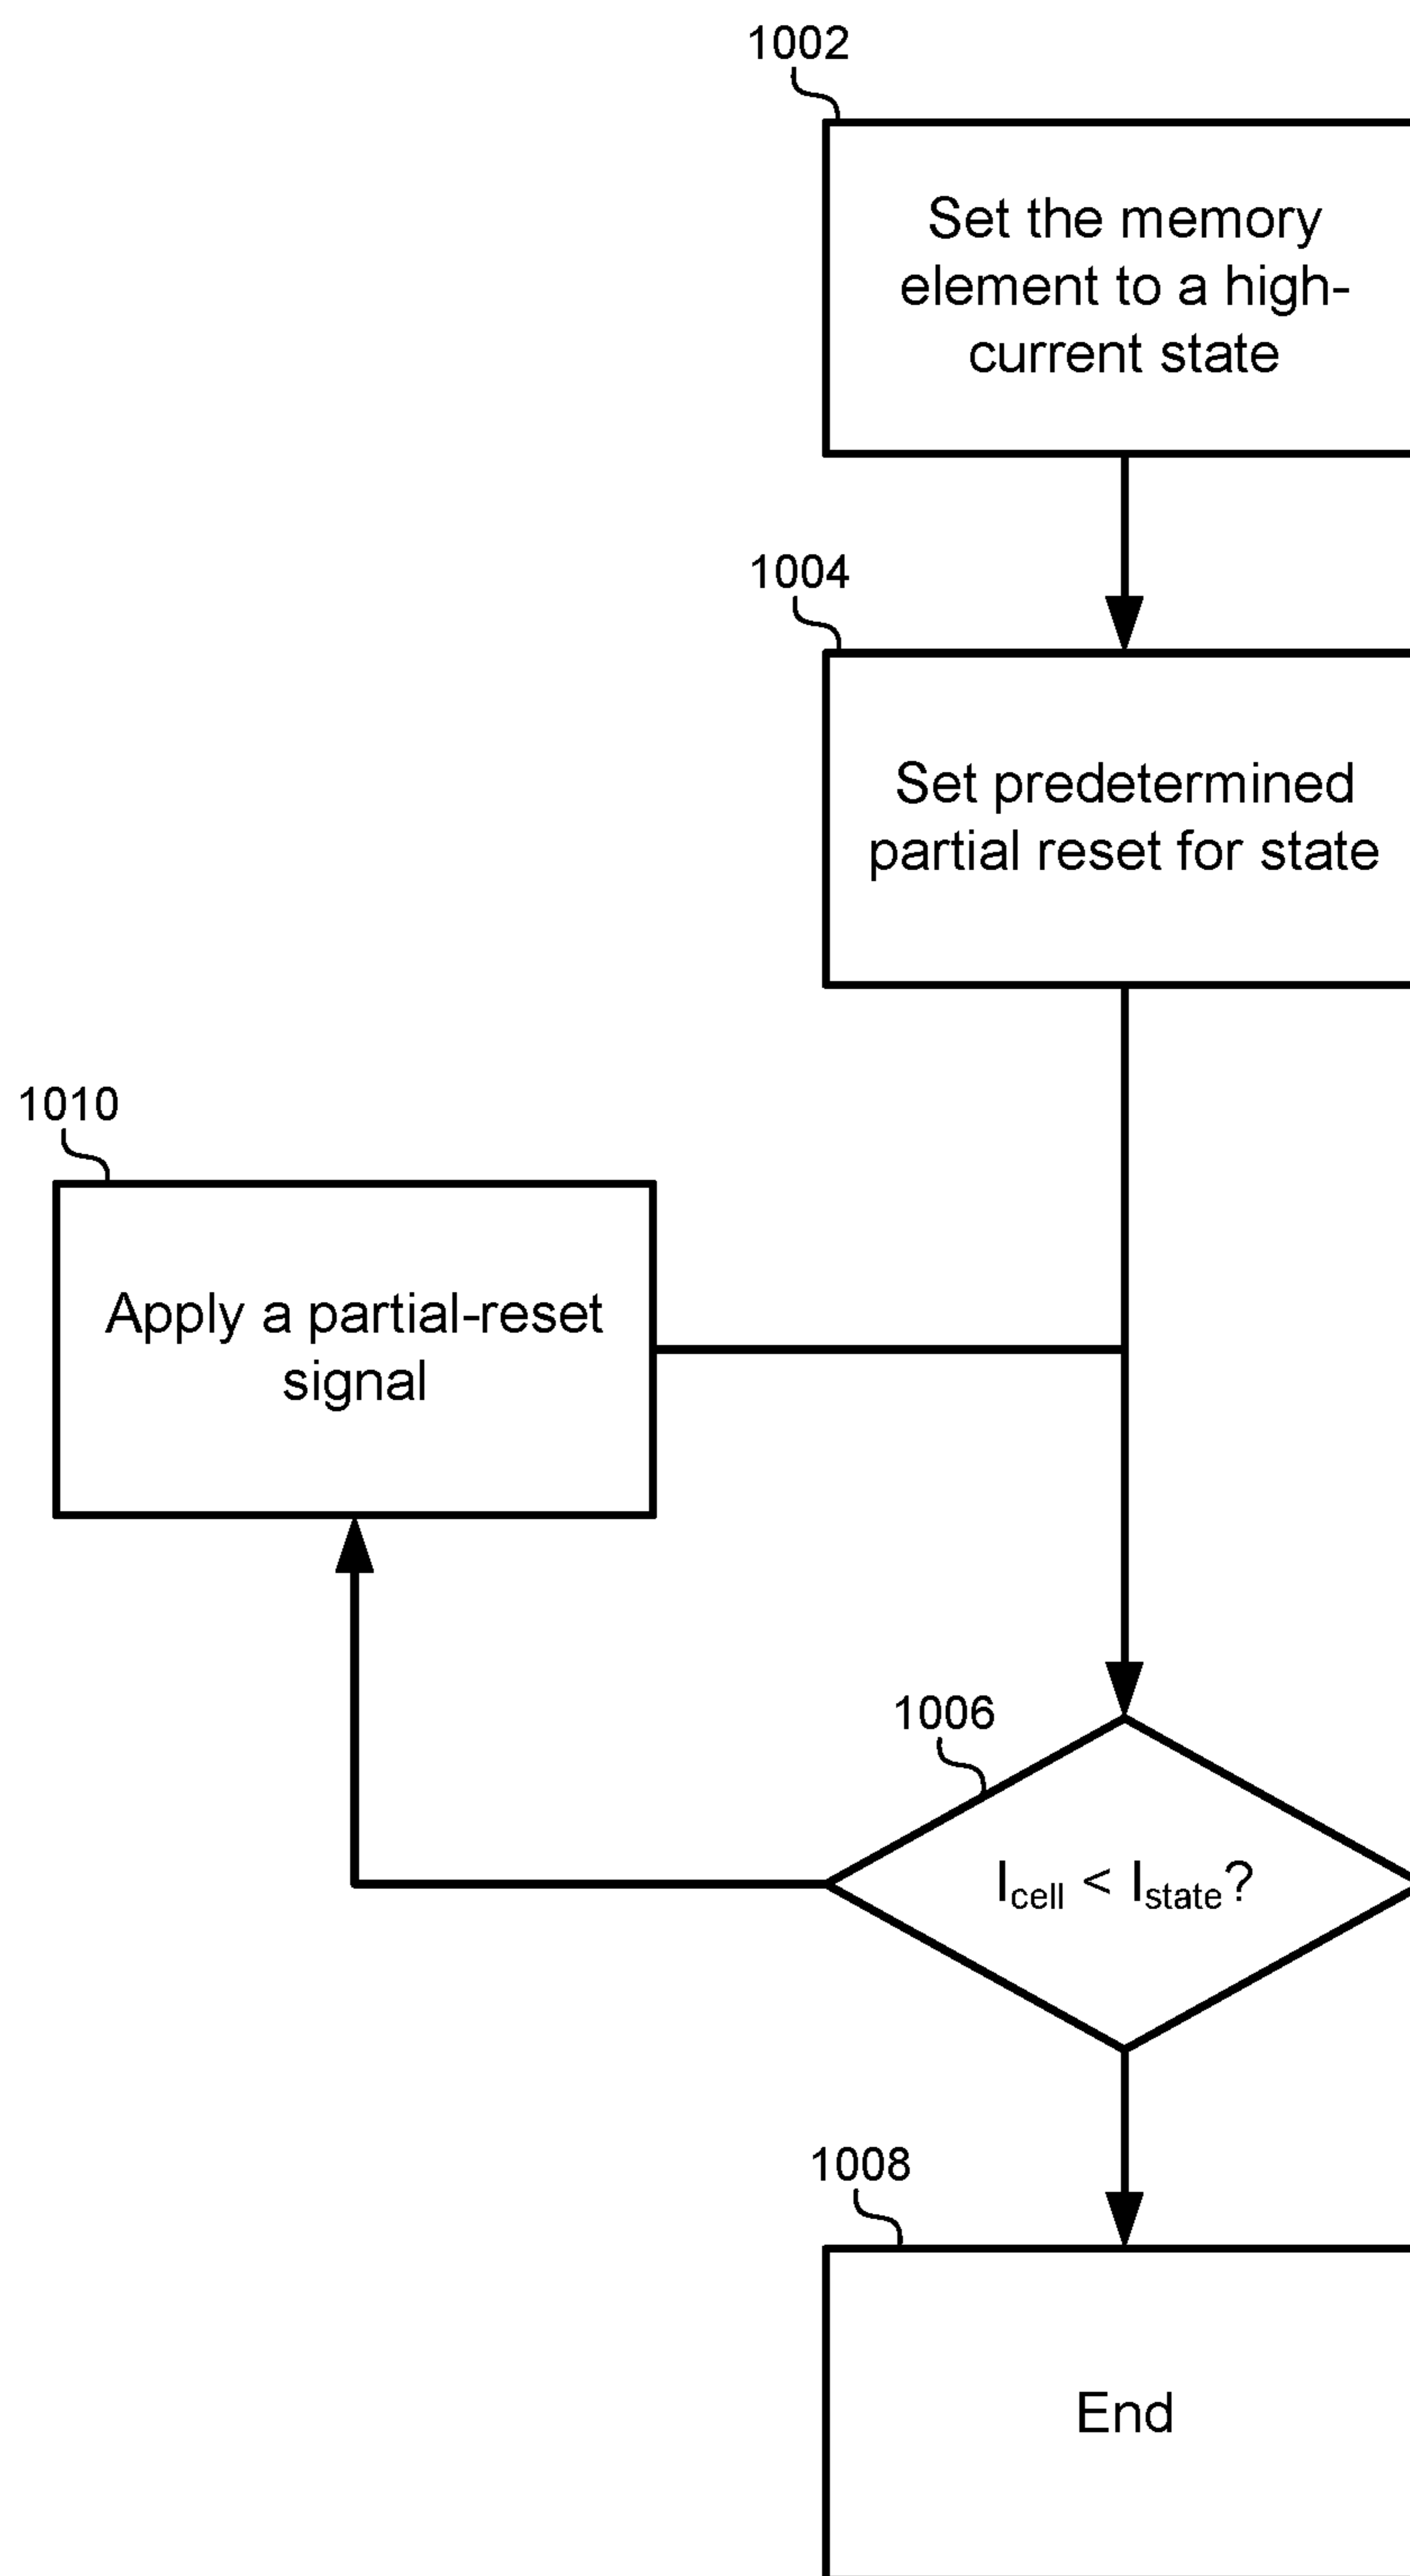 1002
Set the memory
element to a high-
current state
1004
Set predetermined
partial reset for state
1010
Apply a partial-reset
signal
1006
Icell < Istate?
1008
End